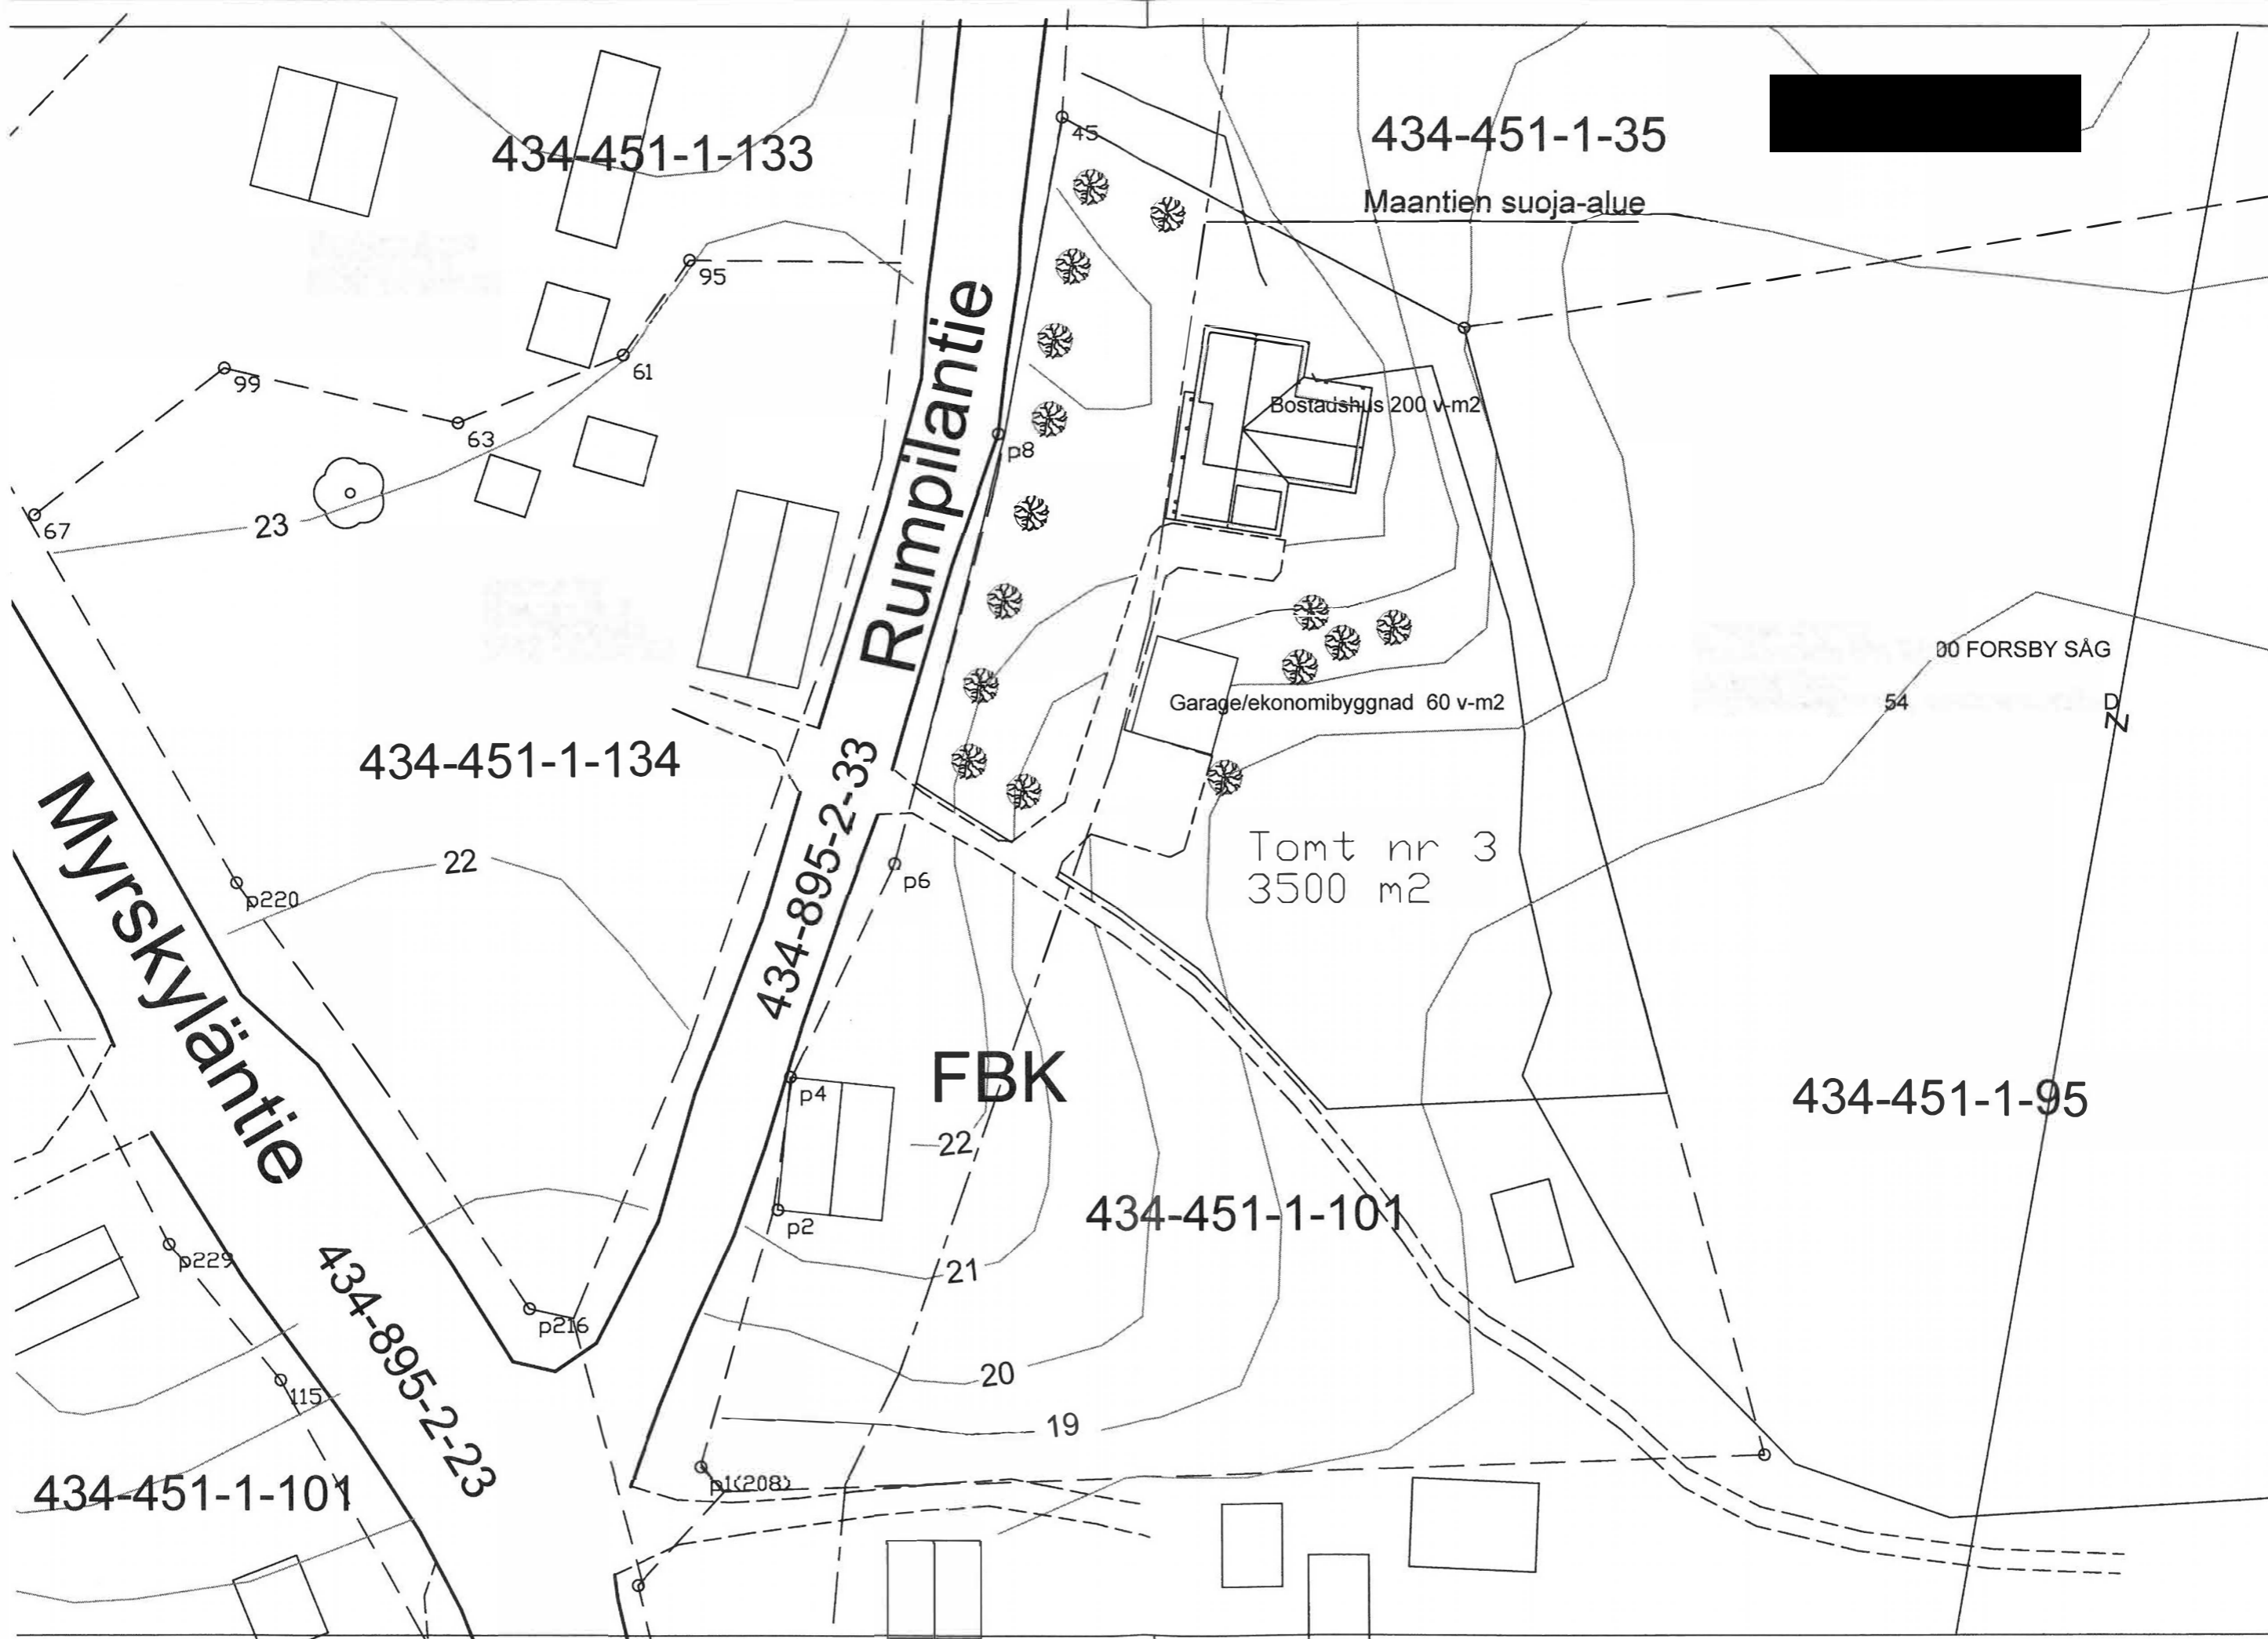 434-451-1-133
45
434-451-1-35
Maantien suoja-alue
95
61
99
63
67
23
Rumpilantie
p8
Bostadshus 200 v-m2
00 FORSBY SÅG
54
D
Z
Garage/ekonomibyggnad 60 v-m2
434-451-1-134
434-895-2-33
Myrskyläntie
22
p220
p6
Tomt nr 3
3500 m2
FBK
p4
22
434-451-1-95
p2
434-451-1-101
21
p229
434-895-2-23
p216
20
115
19
434-451-1-101
p1(208)